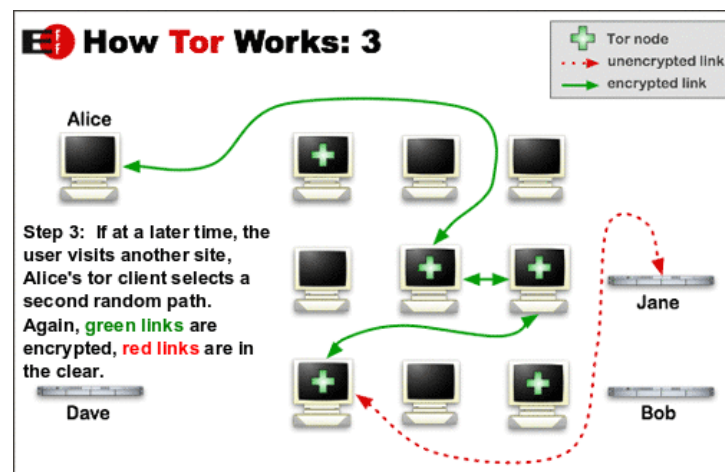 EFF How Tor Works: 3
Tor node
unencrypted link
encrypted link
Alice
Step 3: If at a later time, the
user visits another site,
Alice's tor client selects a
second random path.
Again, green links are
encrypted, red links are in
the clear.
Jane
Dave
Bob